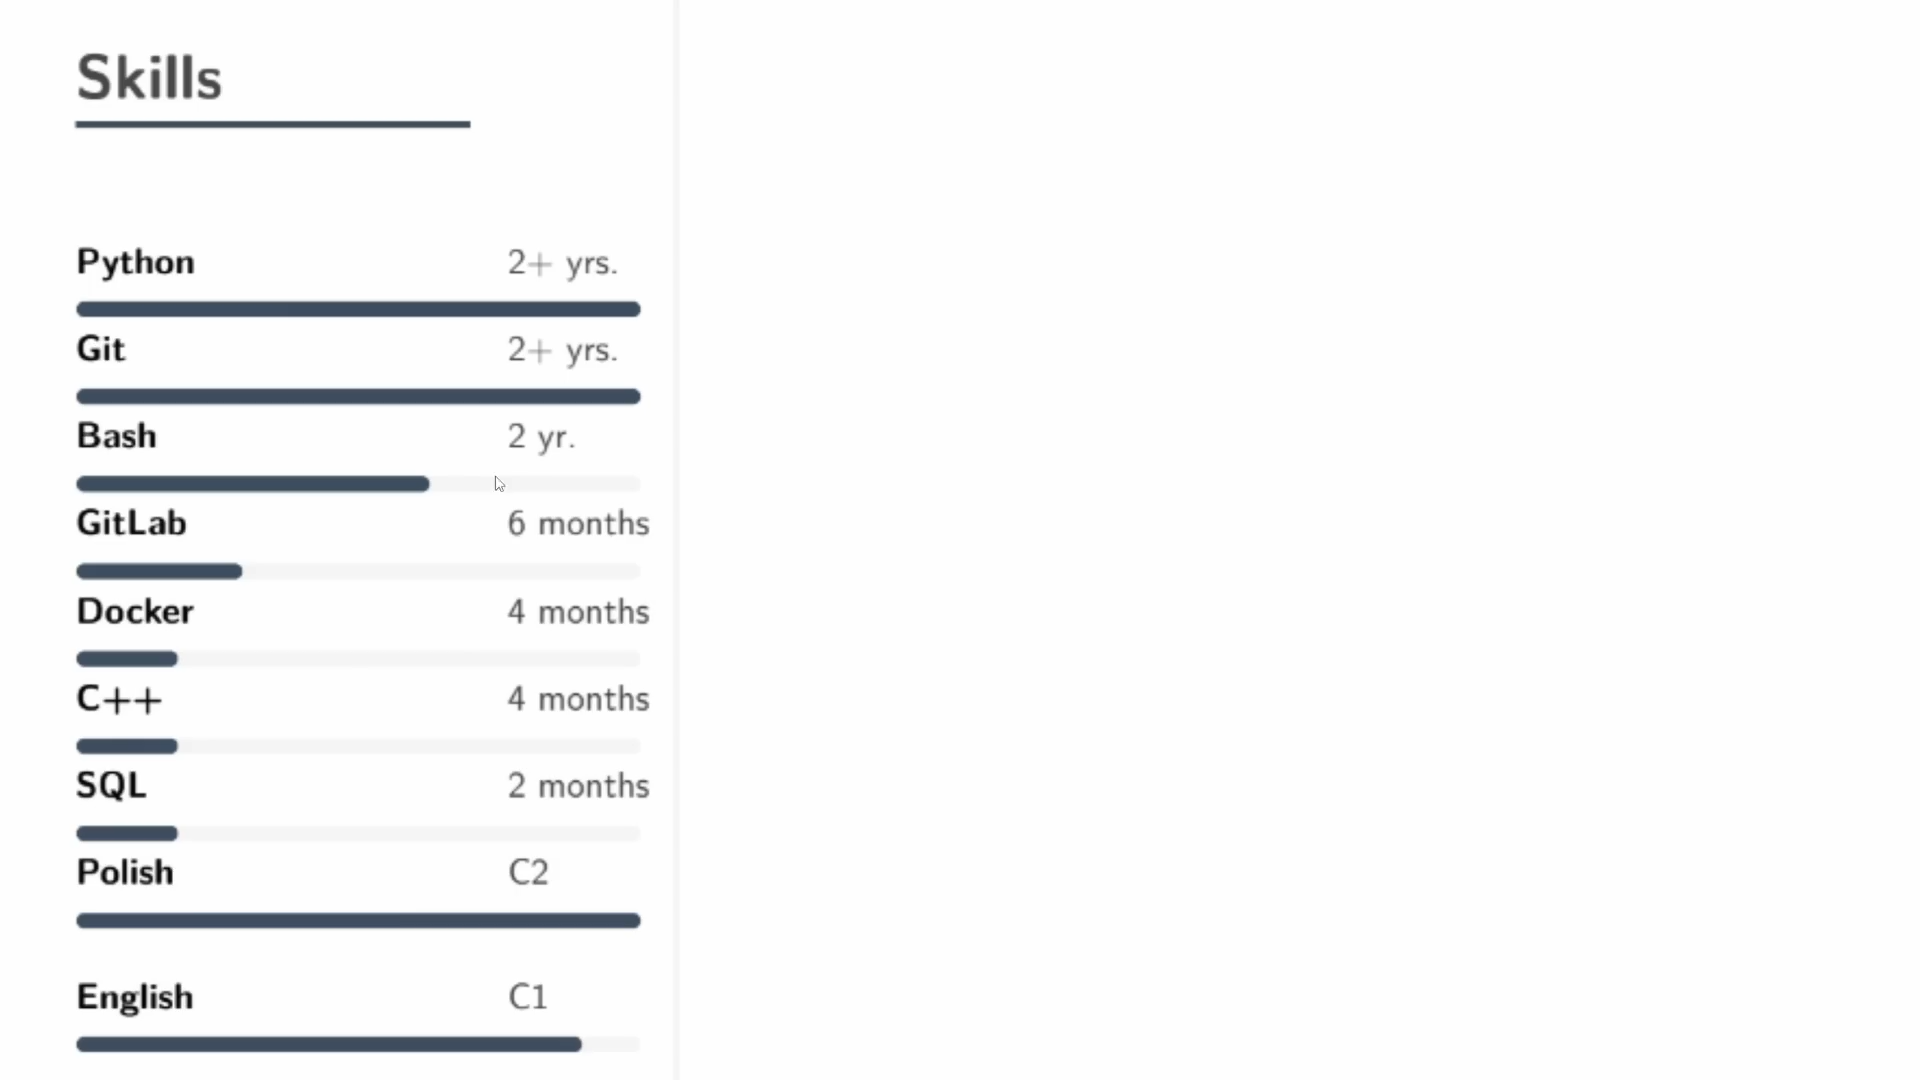 Skills
Python 2+ yrs.
Git 2+ yrs.
Bash 2 yr.
GitLab 6 months
Docker 4 months
C++ 4 months
SQL 2 months
Polish C2
English C1